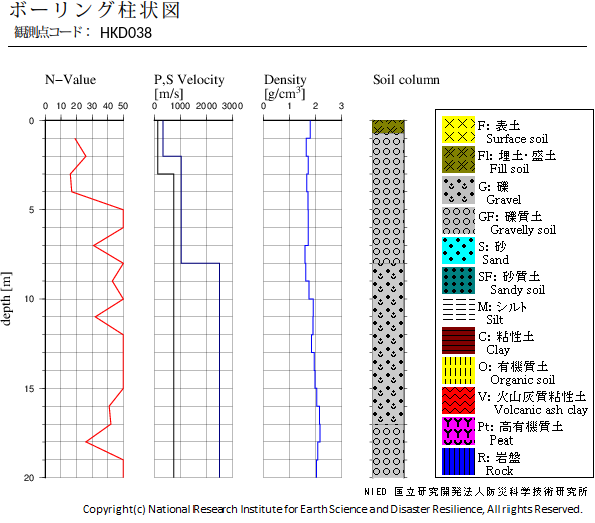 ボーリング柱状図
観測点コード： HKD038
N−Value
P,S Velocity
[m/s]
Density
[g/cm³]
Soil column
0 10 20 30 40 50
0 1000 2000 3000
0 1 2 3
depth [m]
0
5
10
15
20
F: 表土
Surface soil
Fl: 埋土・盛土
Fill soil
G: 礫
Gravel
GF: 礫質土
Gravelly soil
S: 砂
Sand
SF: 砂質土
Sandy soil
M: シルト
Silt
C: 粘性土
Clay
O: 有機質土
Organic soil
V: 火山灰質粘性土
Volcanic ash clay
Pt: 高有機質土
Peat
R: 岩盤
Rock
NIED 国立研究開発法人防災科学技術研究所
Copyright(c) National Research Institute for Earth Science and Disaster Resilience, All rights Reserved.